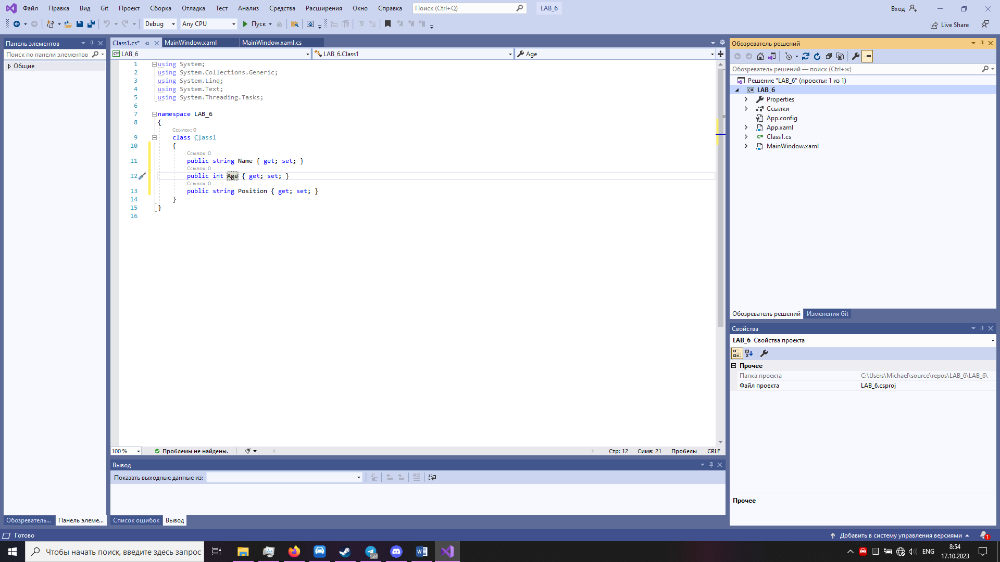 Файл Правка Вид Git Проект Сборка Отладка Тест Анализ Средства Расширения Окно Справка Поиск (Ctrl+Q) LAB_6 Вход
Debug Any CPU Пуск Live Share
Панель элементов
Поиск по панели элементов
Общие
Class1.cs* MainWindow.xaml MainWindow.xaml.cs
C# LAB_6 LAB_6.Class1 Age
1 using System;
2 using System.Collections.Generic;
3 using System.Linq;
4 using System.Text;
5 using System.Threading.Tasks;
6
7 namespace LAB_6
8 {
Ссылок: 0
9 class Class1
10 {
Ссылок: 0
11 public string Name { get; set; }
Ссылок: 0
12 public int Age { get; set; }
Ссылок: 0
13 public string Position { get; set; }
14 }
15 }
16
100 % Проблемы не найдены. Стр: 12 Симв: 21 Пробелы CRLF
Вывод
Показать выходные данные из:
Обозреватель... Панель элеме... Список ошибок Вывод
Обозреватель решений
Обозреватель решений — поиск (Ctrl+ж)
Решение "LAB_6" (проекты: 1 из 1)
C# LAB_6
Properties
Ссылки
App.config
App.xaml
C# Class1.cs
MainWindow.xaml
Обозреватель решений Изменения Git
Свойства
LAB_6 Свойства проекта
Прочее
Папка проекта C:\Users\Michael\source\repos\LAB_6\LAB_6\
Файл проекта LAB_6.csproj
Прочее
Готово Добавить в систему управления версиями 1
Чтобы начать поиск, введите здесь запрос 134 ENG 8:54
17.10.2023